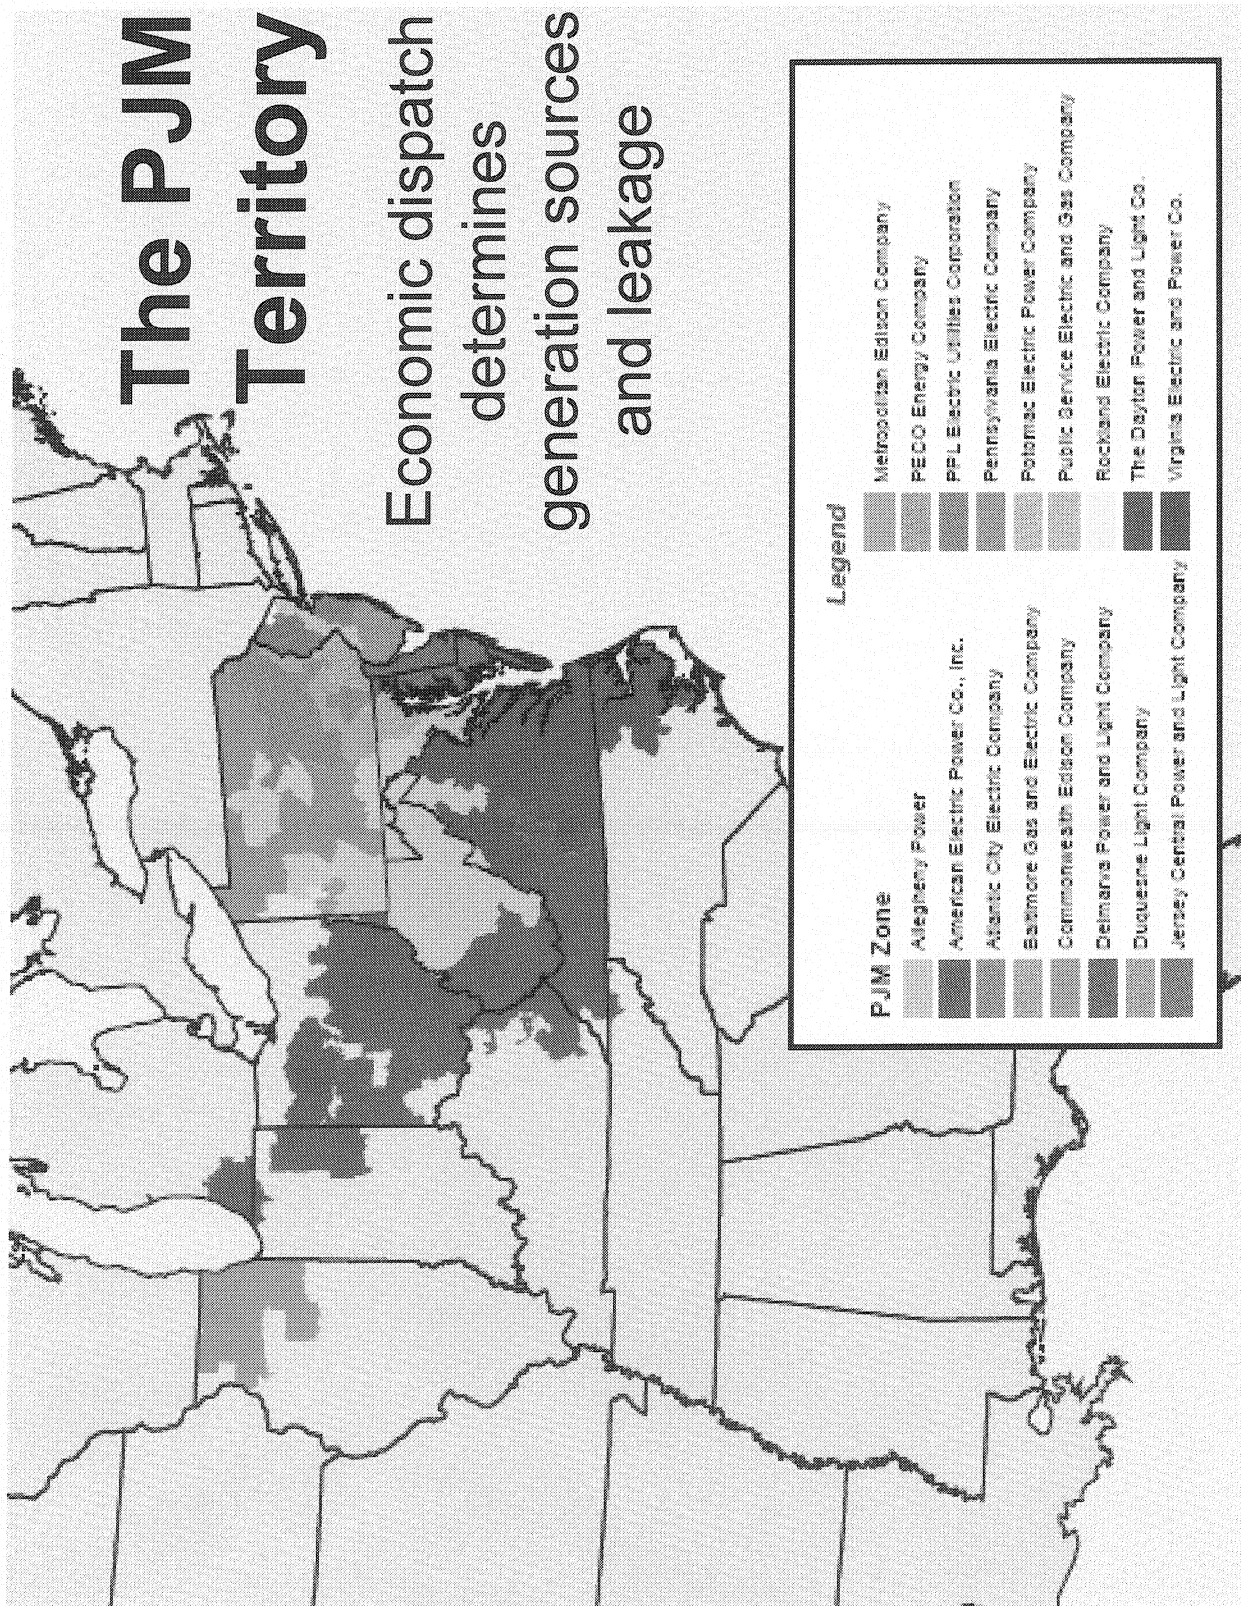 The PJM
Territory
Economic dispatch
determines
generation sources
and leakage
Legend
PJM Zone
Allegheny Power
American Electric Power Co., Inc.
Atlantic City Electric Company
Baltimore Gas and Electric Company
Commonwealth Edison Company
Delmarva Power and Light Company
Duquesne Light Company
Jersey Central Power and Light Company
Metropolitan Edison Company
PECO Energy Company
PPL Electric Utilities Corporation
Pennsylvania Electric Company
Potomac Electric Power Company
Public Service Electric and Gas Company
Rockland Electric Company
The Dayton Power and Light Co.
Virginia Electric and Power Co.